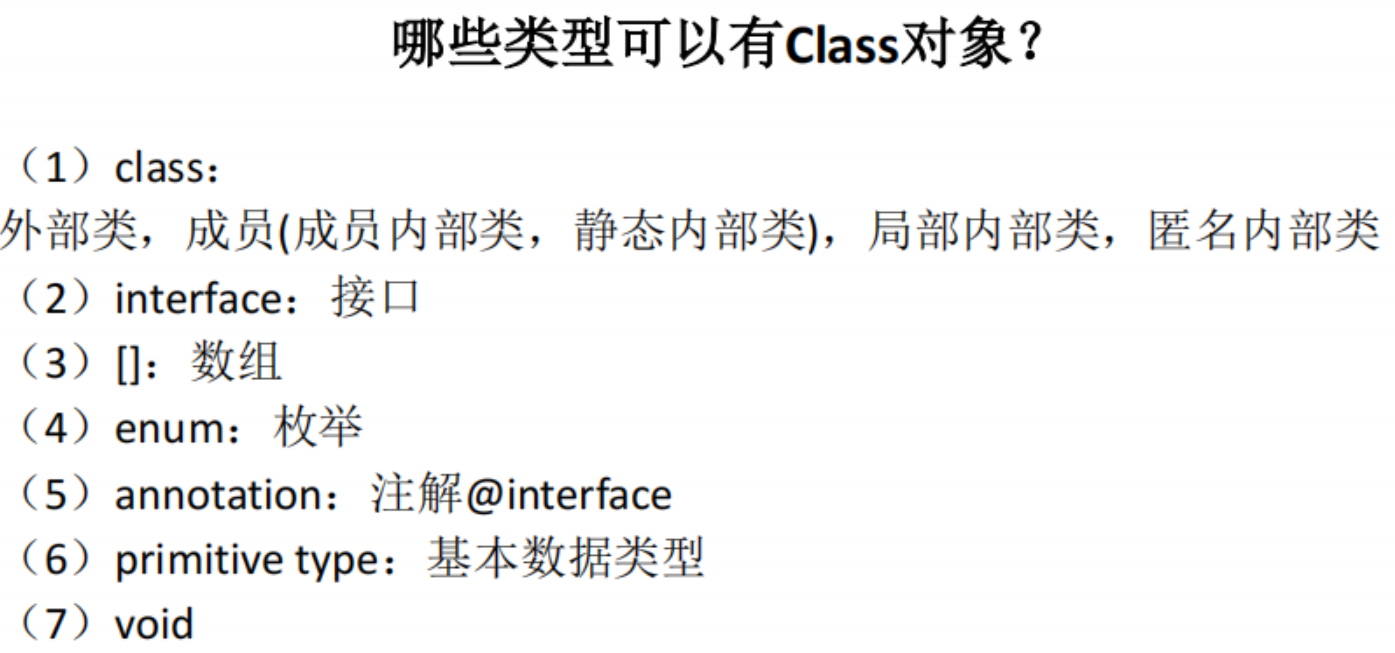 哪些类型可以有Class对象？
（1）class：
外部类，成员(成员内部类，静态内部类)，局部内部类，匿名内部类
（2）interface：接口
（3）[]：数组
（4）enum：枚举
（5）annotation：注解@interface
（6）primitive type：基本数据类型
（7）void